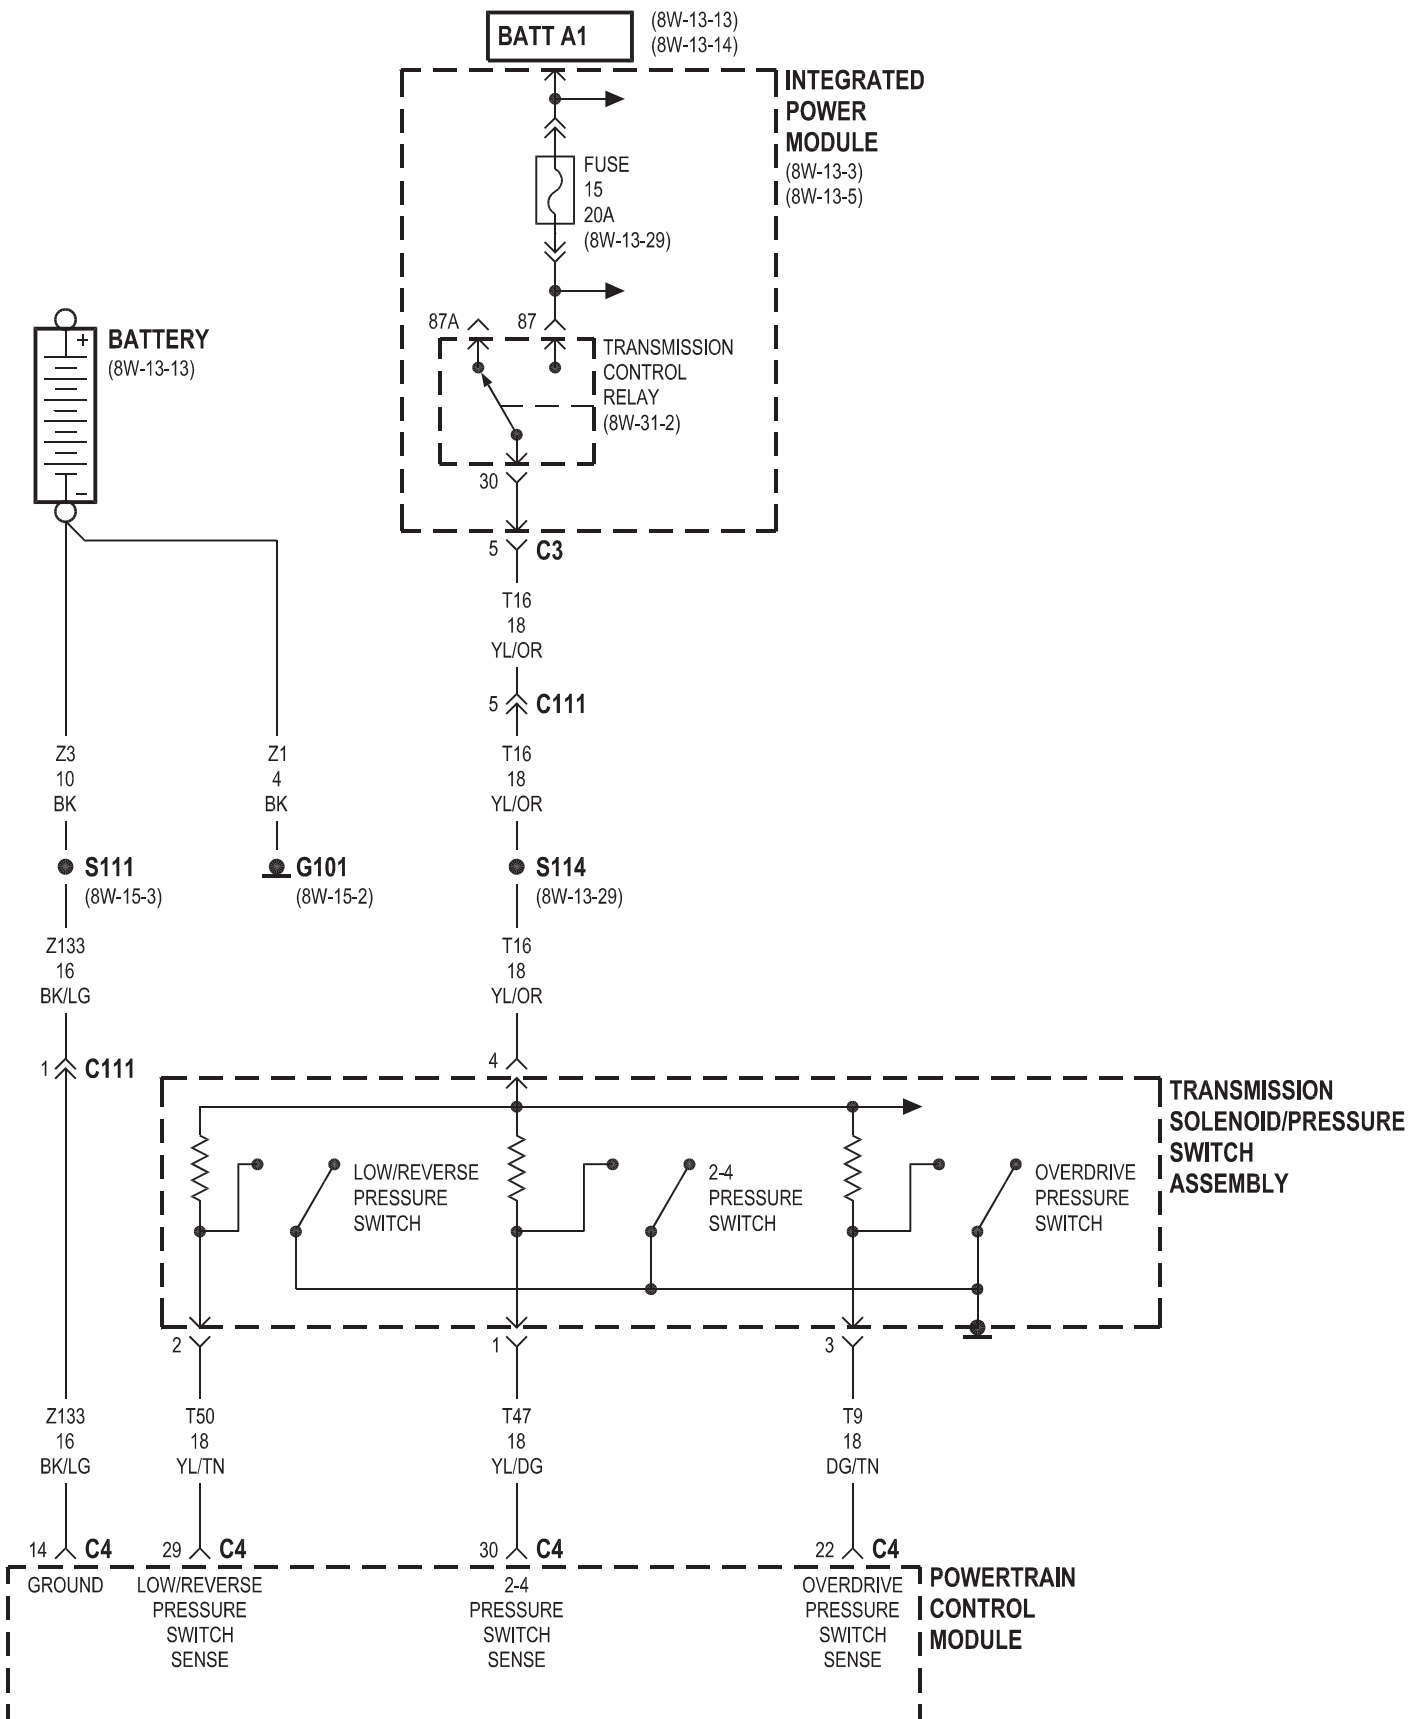 BATT A1
(8W-13-13)
(8W-13-14)
INTEGRATED
POWER
MODULE
(8W-13-3)
(8W-13-5)
FUSE
15
20A
(8W-13-29)
87A
87
TRANSMISSION
CONTROL
RELAY
(8W-31-2)
30
BATTERY
(8W-13-13)
+
−
5
C3
T16
18
YL/OR
5
C111
Z3
10
BK
Z1
4
BK
T16
18
YL/OR
S111
(8W-15-3)
G101
(8W-15-2)
S114
(8W-13-29)
Z133
16
BK/LG
T16
18
YL/OR
1
C111
4
TRANSMISSION
SOLENOID/PRESSURE
SWITCH
ASSEMBLY
LOW/REVERSE
PRESSURE
SWITCH
2-4
PRESSURE
SWITCH
OVERDRIVE
PRESSURE
SWITCH
2
1
3
Z133
16
BK/LG
T50
18
YL/TN
T47
18
YL/DG
T9
18
DG/TN
14
C4
29
C4
30
C4
22
C4
GROUND
LOW/REVERSE
PRESSURE
SWITCH
SENSE
2-4
PRESSURE
SWITCH
SENSE
OVERDRIVE
PRESSURE
SWITCH
SENSE
POWERTRAIN
CONTROL
MODULE